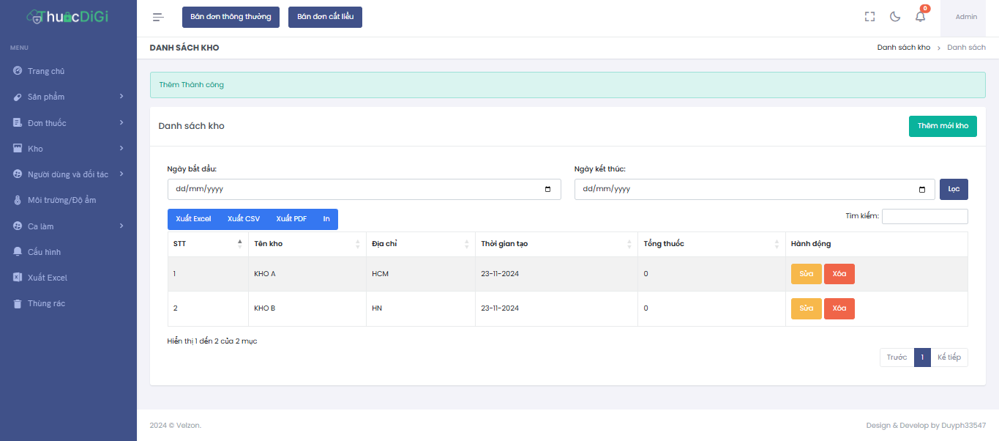 ThuốcDiGi
Bán đơn thông thường
Bán đơn cắt liều
0
Admin
MENU
Trang chủ
Sản phẩm
Đơn thuốc
Kho
Người dùng và đối tác
Môi trường/Độ ẩm
Ca làm
Cấu hình
Xuất Excel
Thùng rác
DANH SÁCH KHO
Danh sách kho > Danh sách
Thêm Thành công
Danh sách kho
Thêm mới kho
Ngày bắt đầu:
Ngày kết thúc:
dd/mm/yyyy
dd/mm/yyyy
Lọc
Xuất Excel Xuất CSV Xuất PDF In
Tìm kiếm:
STT Tên kho Địa chỉ Thời gian tạo Tổng thuốc Hành động
1 KHO A HCM 23-11-2024 0 Sửa Xóa
2 KHO B HN 23-11-2024 0 Sửa Xóa
Hiển thị 1 đến 2 của 2 mục
Trước 1 Kế tiếp
2024 © Velzon.
Design & Develop by Duyph33547